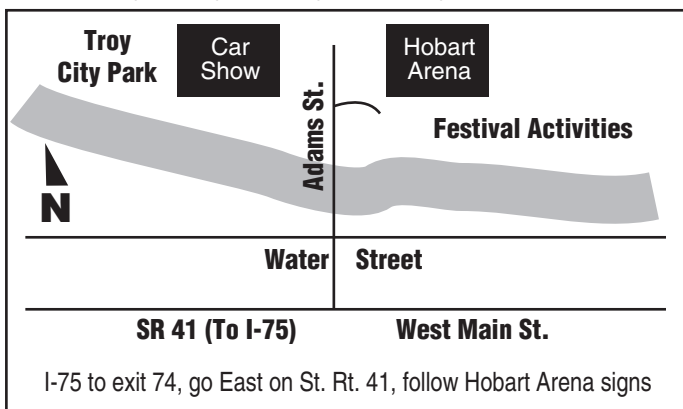 Troy
City Park
Car
Show
Adams St.
Hobart
Arena
Festival Activities
N
Water Street
SR 41 (To I-75) West Main St.
I-75 to exit 74, go East on St. Rt. 41, follow Hobart Arena signs